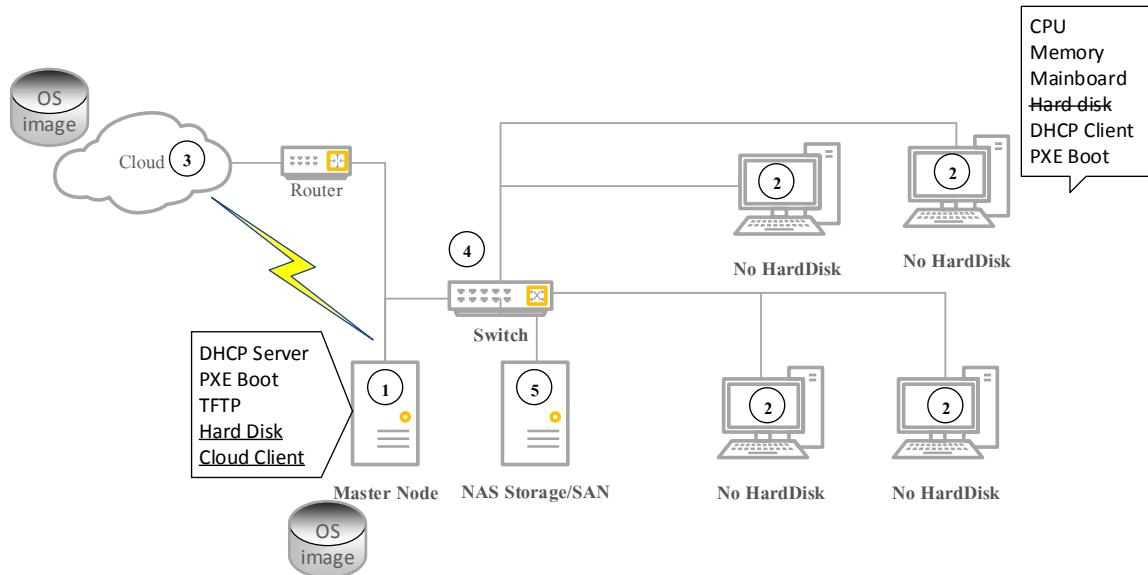 CPU
Memory
Mainboard
Hard disk
DHCP Client
PXE Boot
OS
image
Cloud
3
Router
2
2
No HardDisk
No HardDisk
4
Switch
DHCP Server
PXE Boot
TFTP
Hard Disk
Cloud Client
1
5
2
2
Master Node
NAS Storage/SAN
No HardDisk
No HardDisk
OS
image